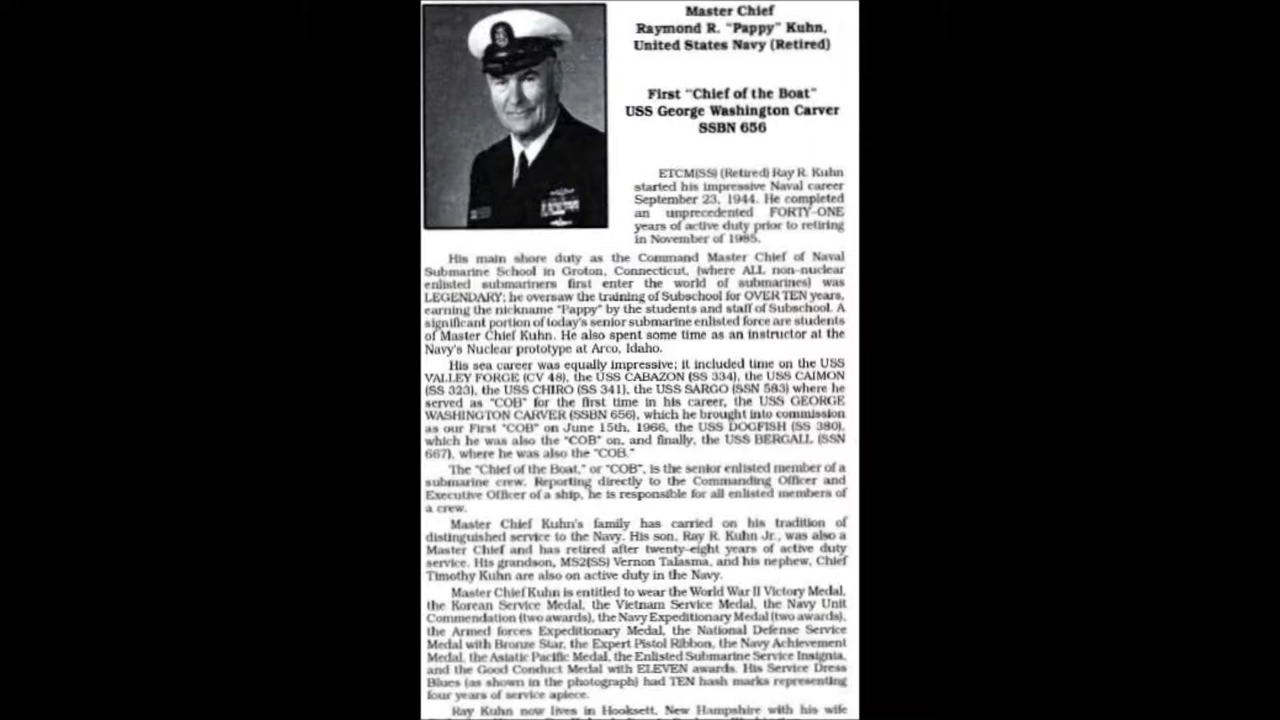 Master Chief
Raymond R. "Pappy" Kuhn,
United States Navy (Retired)
First "Chief of the Boat"
USS George Washington Carver
SSBN 656
ETCM(SS) (Retired) Ray R. Kuhn
started his impressive Naval career
September 23, 1944. He completed
an unprecedented FORTY-ONE
years of active duty prior to retiring
in November of 1985.
His main shore duty as the Command Master Chief of Naval
Submarine School in Groton, Connecticut, (where ALL non-nuclear
enlisted submariners first enter the world of submarines) was
LEGENDARY; he oversaw the training of Subschool for OVER TEN years,
earning the nickname "Pappy" by the students and staff of Subschool. A
significant portion of today's senior submarine enlisted force are students
of Master Chief Kuhn. He also spent some time as an instructor at the
Navy's Nuclear prototype at Arco, Idaho.
His sea career was equally impressive; it included time on the USS
VALLEY FORGE (CV 48), the USS CABAZON (SS 334), the USS CAIMON
(SS 323), the USS CHIRO (SS 341), the USS SARGO (SSN 583) where he
served as "COB" for the first time in his career, the USS GEORGE
WASHINGTON CARVER (SSBN 656), which he brought into commission
as our First "COB" on June 15th, 1966, the USS DOGFISH (SS 380),
which he was also the "COB" on, and finally, the USS BERGALL (SSN
667), where he was also the "COB."
The "Chief of the Boat," or "COB", is the senior enlisted member of a
submarine crew. Reporting directly to the Commanding Officer and
Executive Officer of a ship, he is responsible for all enlisted members of
a crew.
Master Chief Kuhn's family has carried on his tradition of
distinguished service to the Navy. His son, Ray R. Kuhn Jr., was also a
Master Chief and has retired after twenty-eight years of active duty
service. His grandson, MS2(SS) Vernon Talasma, and his nephew, Chief
Timothy Kuhn are also on active duty in the Navy.
Master Chief Kuhn is entitled to wear the World War II Victory Medal,
the Korean Service Medal, the Vietnam Service Medal, the Navy Unit
Commendation (two awards), the Navy Expeditionary Medal (two awards),
the Armed forces Expeditionary Medal, the National Defense Service
Medal with Bronze Star, the Expert Pistol Ribbon, the Navy Achievement
Medal, the Asiatic Pacific Medal, the Enlisted Submarine Service Insignia,
and the Good Conduct Medal with ELEVEN awards. His Service Dress
Blues (as shown in the photograph) had TEN hash marks representing
four years of service apiece.
Ray Kuhn now lives in Hooksett, New Hampshire with his wife